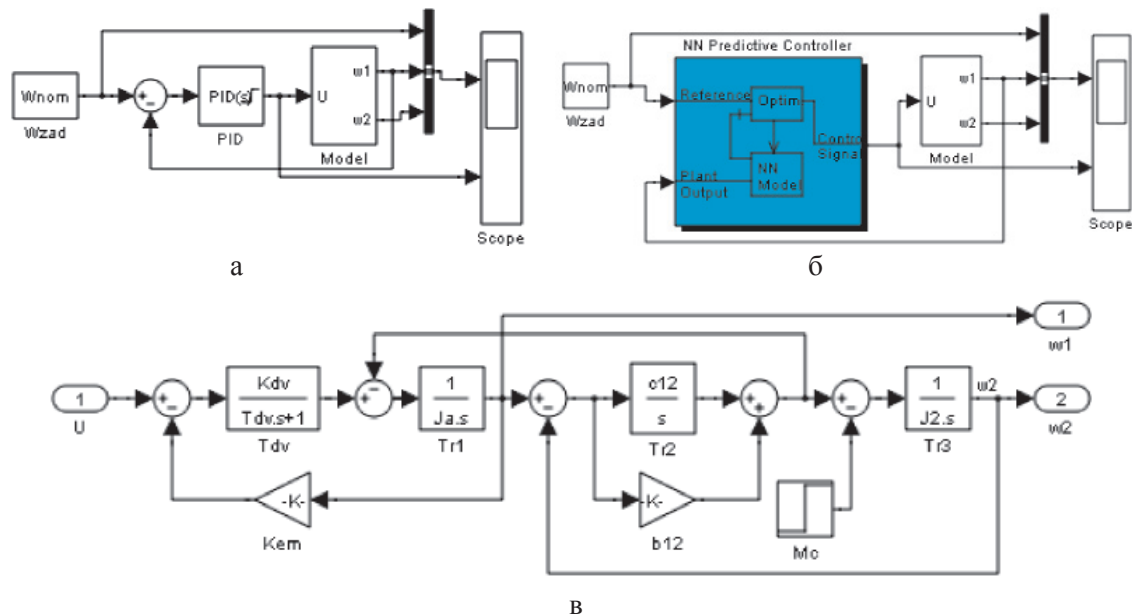 Wnom
Wzad
+
-
PID(s)
PID
U
w1
w2
Model
Scope
а
NN Predictive Controller
Wnom
Wzad
Reference
Optim
Control
Signal
Plant
Output
NN
Model
U
w1
w2
Model
Scope
б
1
U
+
-
Kdv
Tdv.s+1
Tdv
-
1
Ja.s
Tr1
+
-
c12
s
Tr2
+
+
+
-
1
J2.s
Tr3
w2
1
w1
2
w2
-K-
Kem
-K-
b12
Mc
в